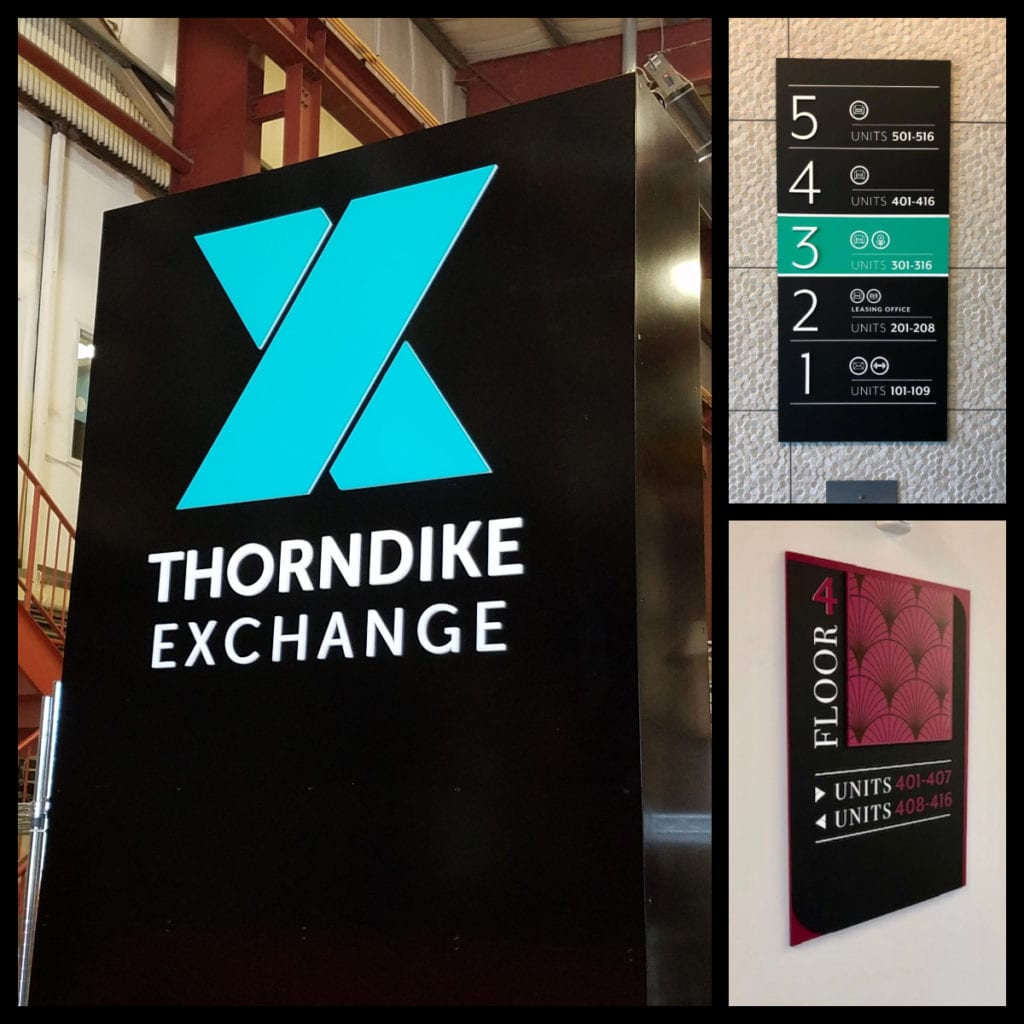 THORNDIKE
EXCHANGE
5
UNITS 501-516
4
UNITS 401-416
3
UNITS 301-316
2
LEASING OFFICE
UNITS 201-208
1
UNITS 101-109
FLOOR 4
UNITS 401-407
UNITS 408-416